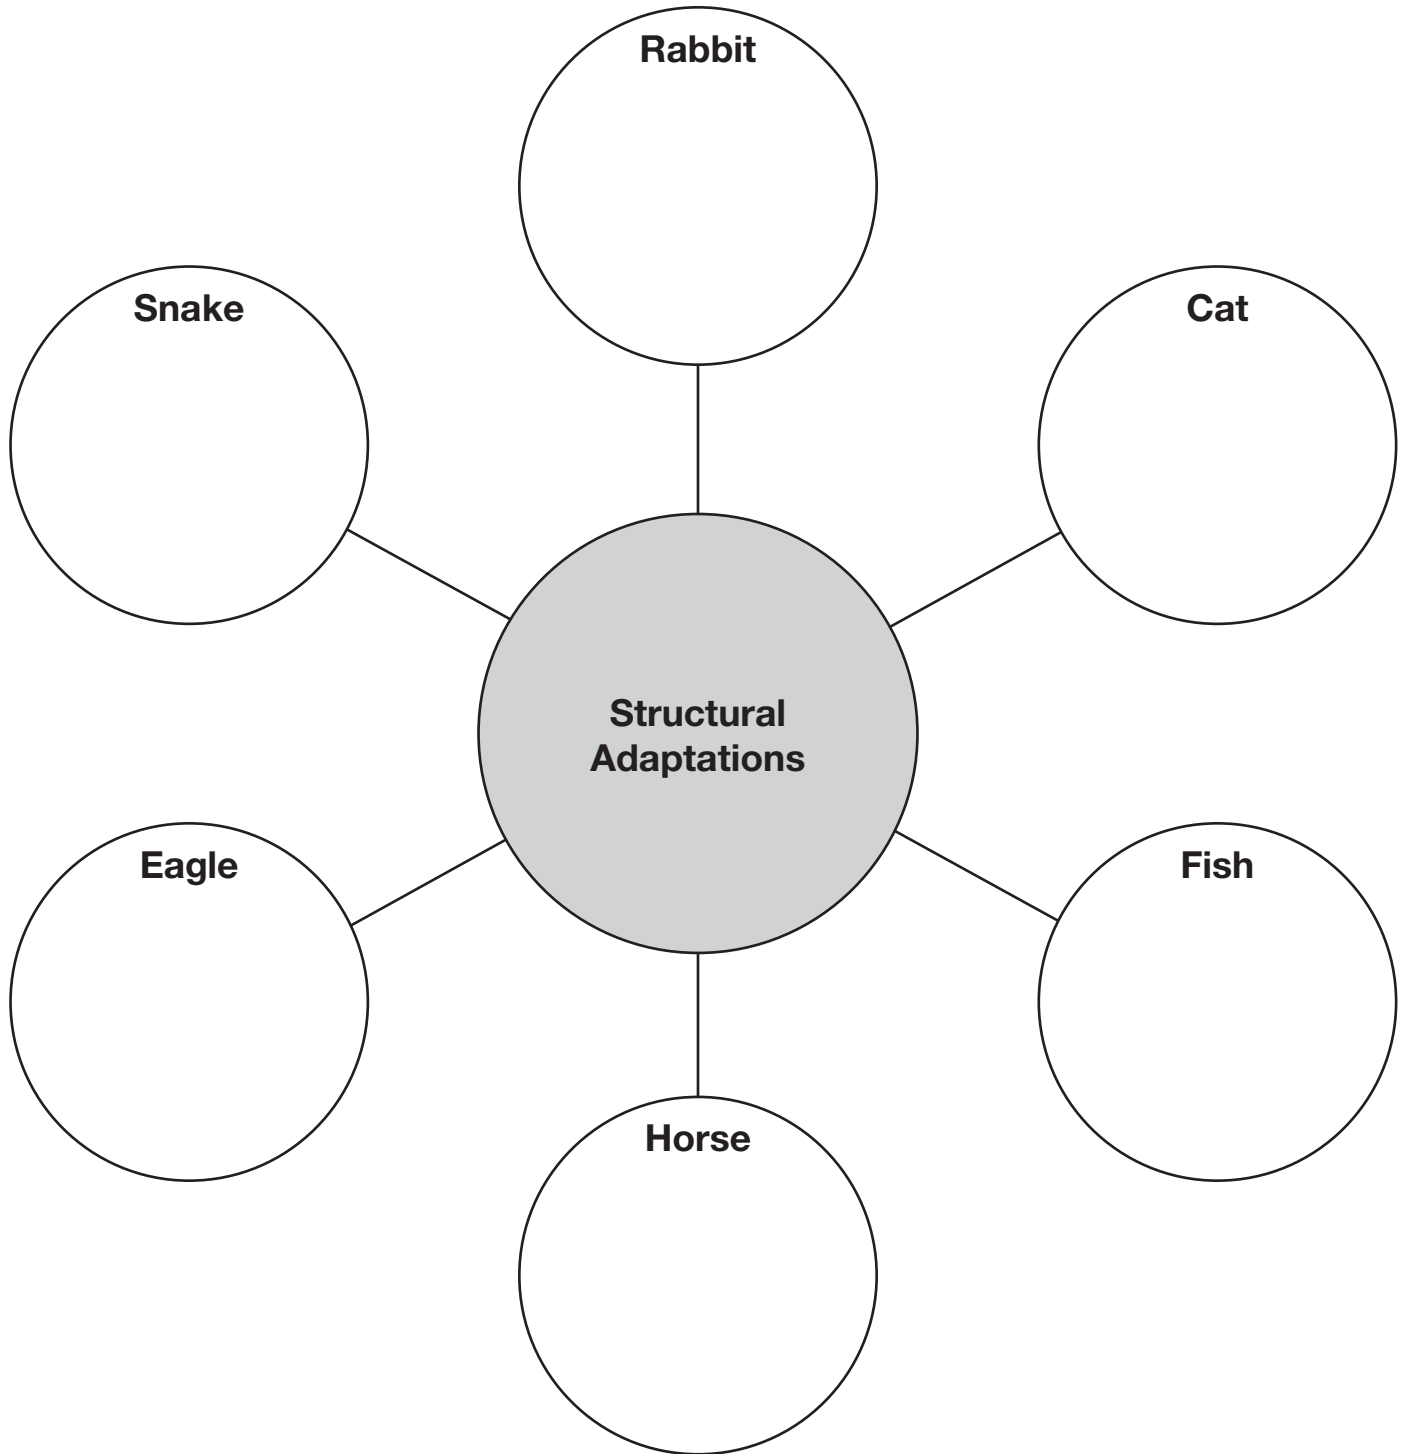 Rabbit
Snake
Cat
Structural
Adaptations
Eagle
Fish
Horse